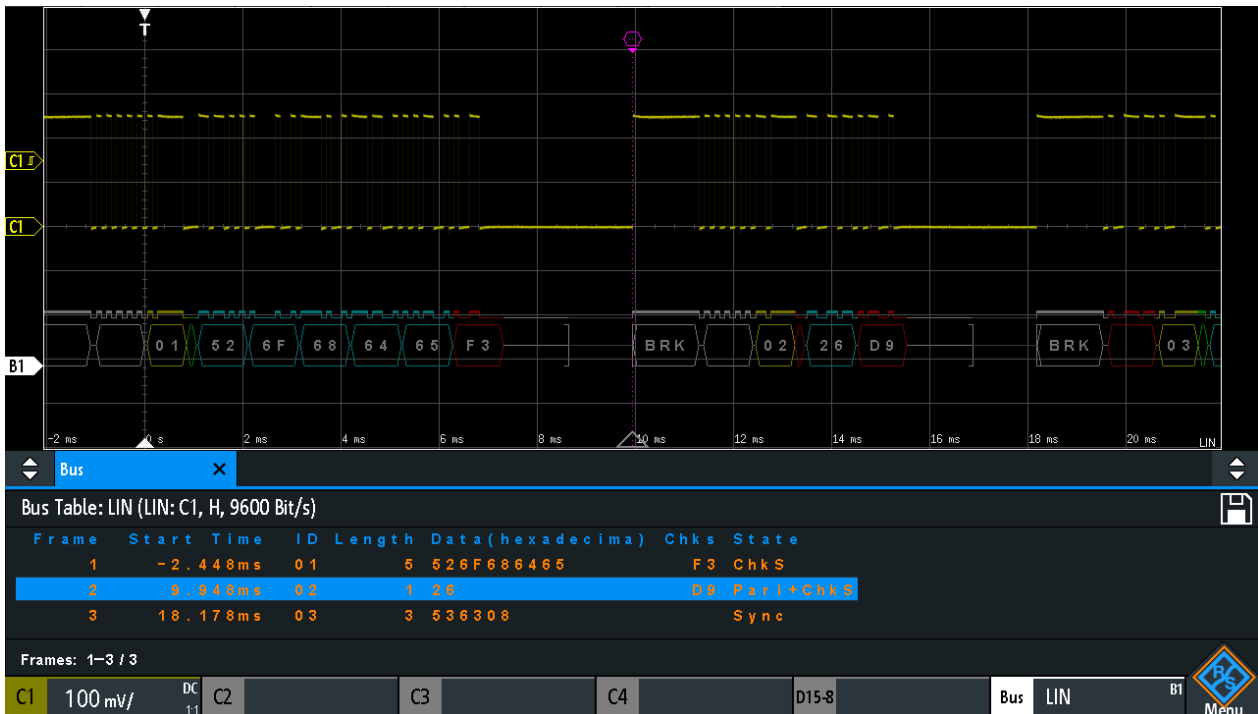 T
C1
C1
01 52 6F 68 64 65 F3 BRK 02 26 D9 BRK 03
B1
-2 ms 0 s 2 ms 4 ms 6 ms 8 ms 10 ms 12 ms 14 ms 16 ms 18 ms 20 ms LIN
Bus ×
Bus Table: LIN (LIN: C1, H, 9600 Bit/s)
Frame Start Time ID Length Data(hexadecima) Chks State
1 -2.448ms 01 5 526F686465 F3 ChkS
2 9.948ms 02 1 26 D9 Pari+ChkS
3 18.178ms 03 3 536308 Sync
Frames: 1-3 / 3
R&S
C1 100 mV/ DC 1:1 C2 C3 C4 D15-8 Bus LIN B1 Menu